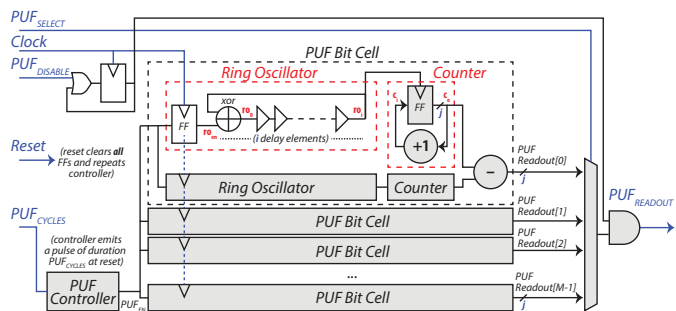 PUF_SELECT
Clock
PUF_DISABLE
PUF Bit Cell
Ring Oscillator
Counter
xor
FF
ro_en
ro_0
ro_i
(i delay elements)
c_i
c_o
FF
j
+1
–
Reset
(reset clears all
FFs and repeats
controller)
Ring Oscillator
Counter
PUF
Readout[0]
j
PUF_READOUT
PUF_CYCLES
(controller emits
a pulse of duration
PUF_CYCLES at reset)
PUF
Controller
PUF_EN
PUF Bit Cell
PUF
Readout[1]
PUF Bit Cell
PUF
Readout[2]
...
PUF Bit Cell
PUF
Readout[M-1]
j